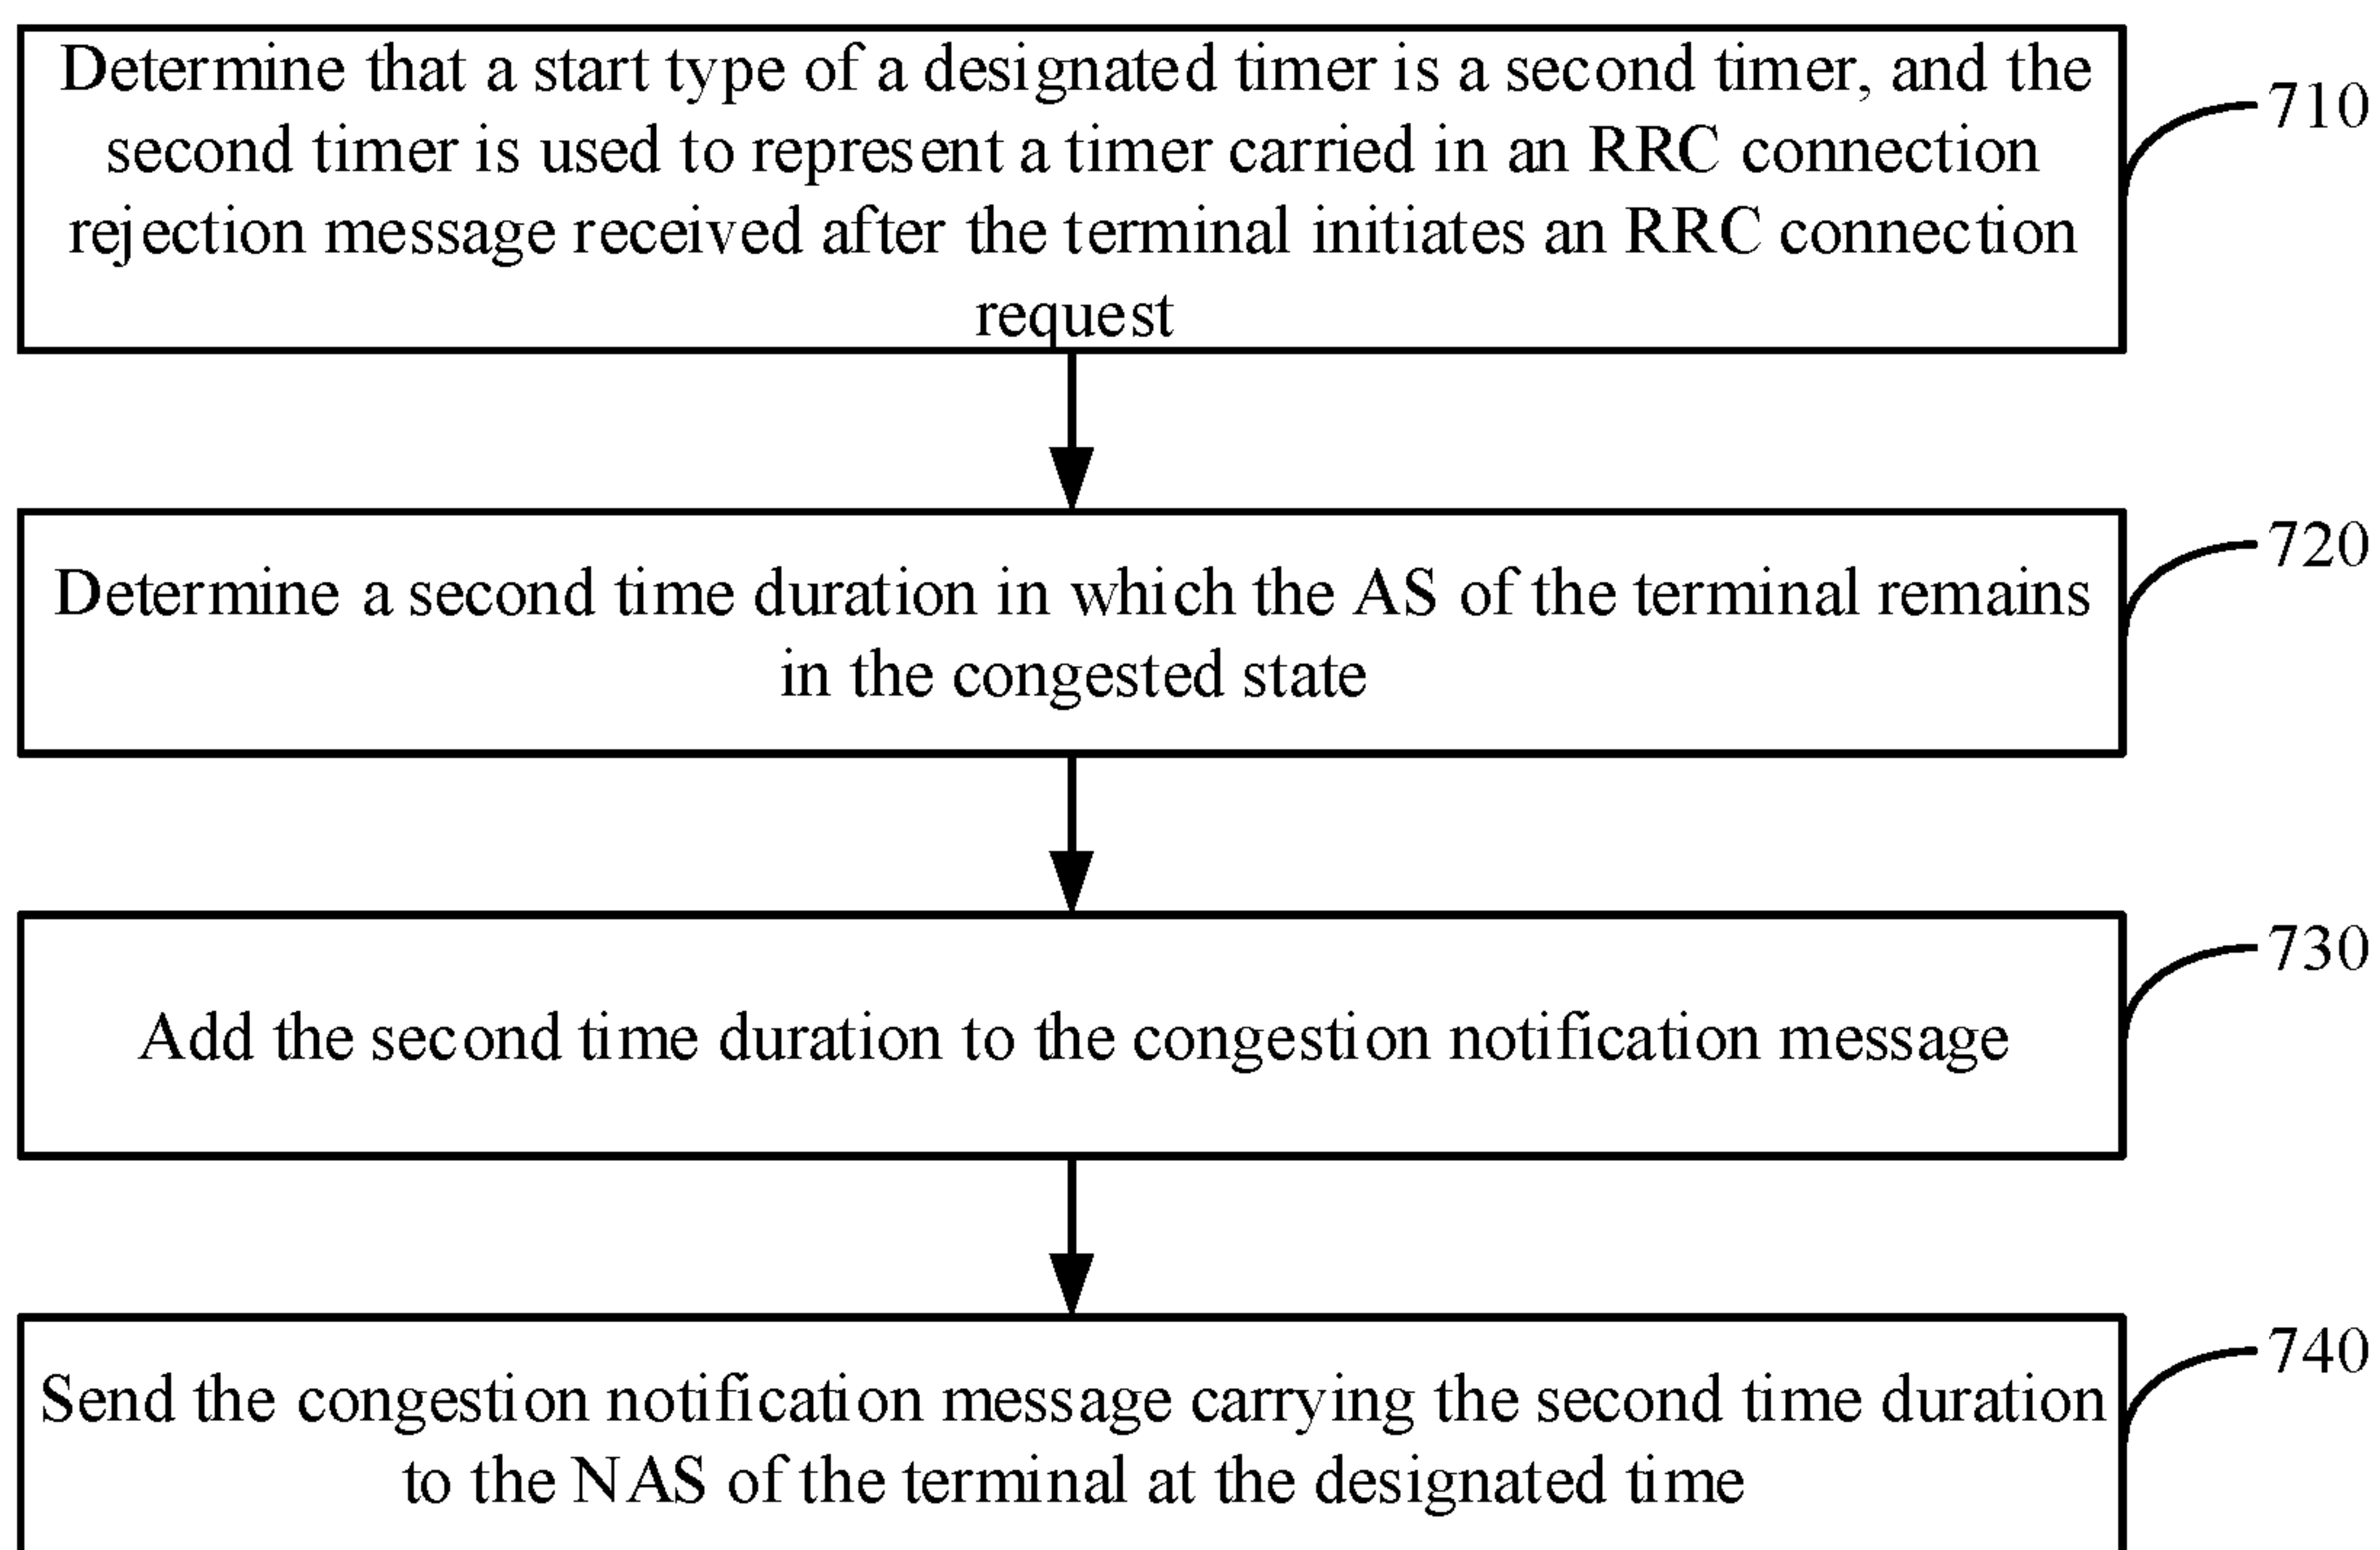 Determine that a start type of a designated timer is a second timer, and the
second timer is used to represent a timer carried in an RRC connection
rejection message received after the terminal initiates an RRC connection
request
710
Determine a second time duration in which the AS of the terminal remains
in the congested state
720
Add the second time duration to the congestion notification message
730
Send the congestion notification message carrying the second time duration
to the NAS of the terminal at the designated time
740